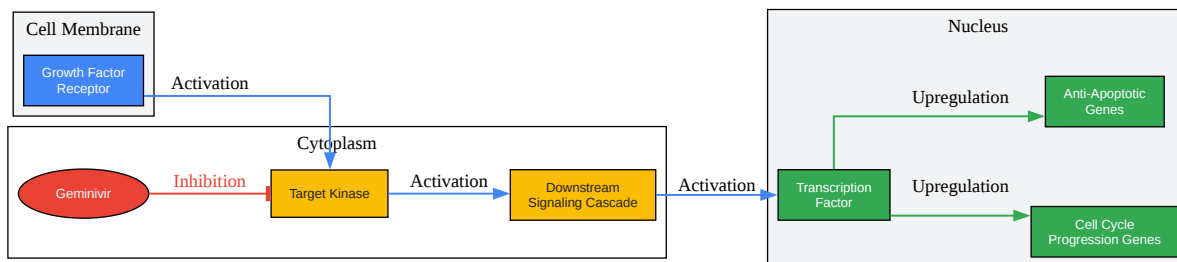 Cell Membrane
Growth Factor
Receptor
Activation
Cytoplasm
Geminivir
Inhibition
Target Kinase
Activation
Downstream
Signaling Cascade
Activation
Nucleus
Transcription
Factor
Upregulation
Anti-Apoptotic
Genes
Upregulation
Cell Cycle
Progression Genes